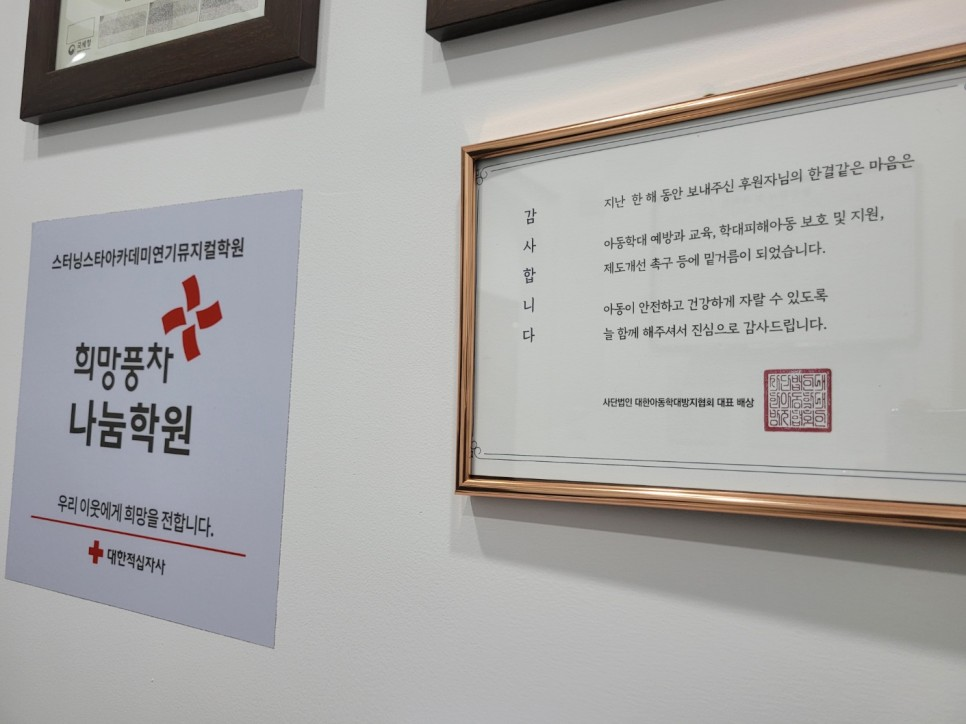 국세청
스터닝스타아카데미연기뮤지컬학원
희망풍차
나눔학원
우리 이웃에게 희망을 전합니다.
대한적십자사
감사합니다
지난 한 해 동안 보내주신 후원자님의 한결같은 마음은
아동학대 예방과 교육, 학대피해아동 보호 및 지원,
제도개선 촉구 등에 밑거름이 되었습니다.
아동이 안전하고 건강하게 자랄 수 있도록
늘 함께 해주셔서 진심으로 감사드립니다.
사단법인 대한아동학대방지협회 대표 배상